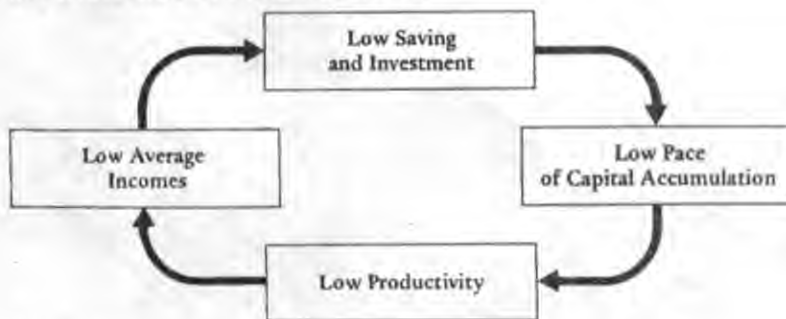 Low Saving
and Investment
Low Average
Incomes
Low Pace
of Capital Accumulation
Low Productivity